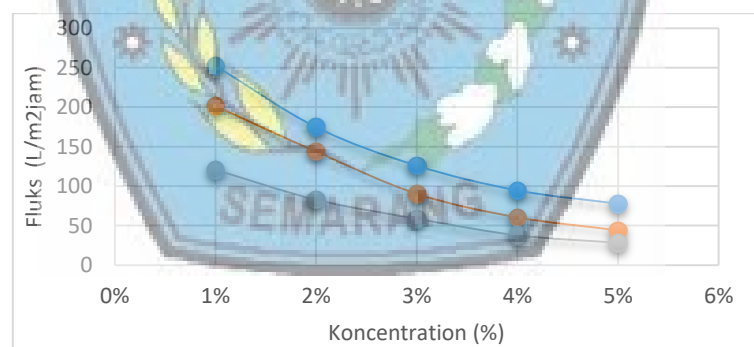 300
250
200
150
100
50
0
Fluks (L/m2jam)
SEMARANG
0% 1% 2% 3% 4% 5% 6%
Koncentration (%)